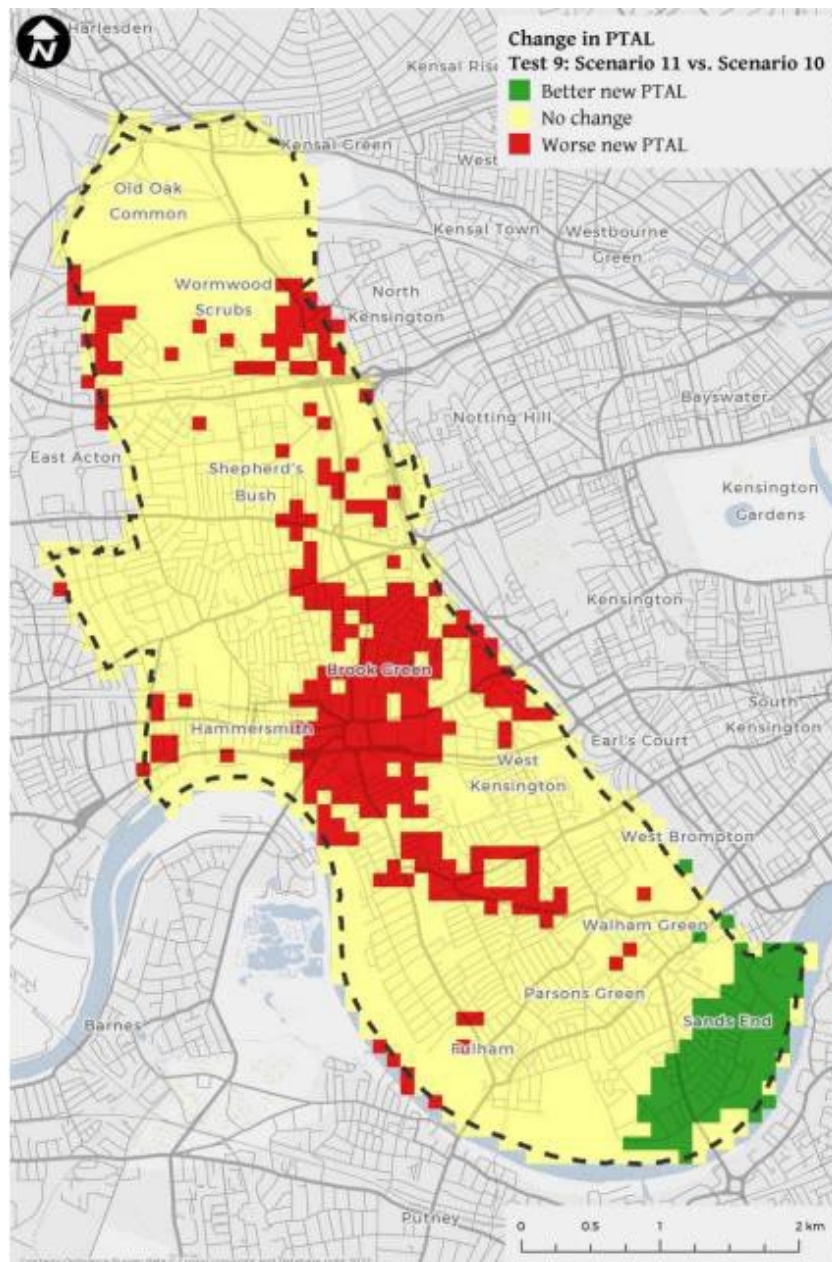 N
Harlesden
Kensal Rise
Change in PTAL
Test 9: Scenario 11 vs. Scenario 10
Better new PTAL
No change
Worse new PTAL
Kensal Green
West
Old Oak
Common
Kensal Town
Westbourne
Green
Wormwood
Scrubs
North
Kensington
Bayswater
Notting Hill
East Acton
Shepherd's
Bush
Kensington
Gardens
Kensington
Brook Green
South
Kensington
Hammersmith
Earl's Court
West
Kensington
West Brompton
Walham Green
Parsons Green
Sands End
Barnes
Fulham
Putney
0 0.5 1 2 km